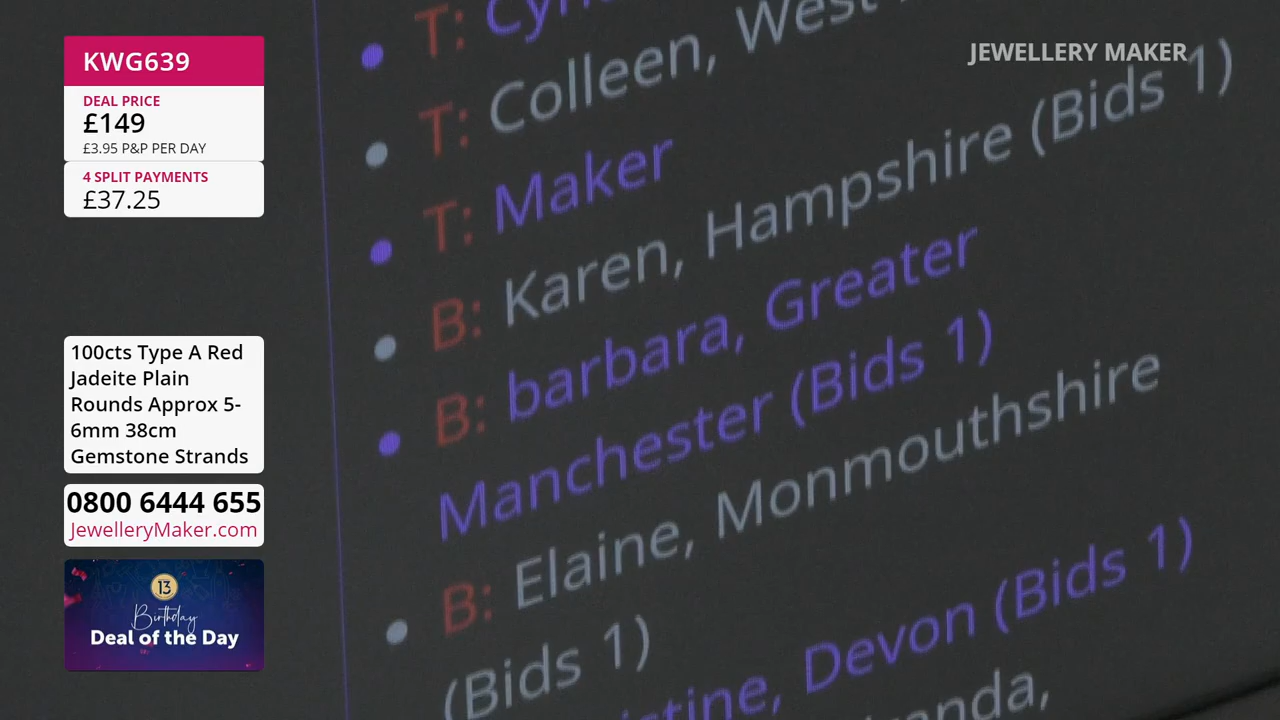 KWG639
DEAL PRICE
£149
£3.95 P&P PER DAY
4 SPLIT PAYMENTS
£37.25
100cts Type A Red
Jadeite Plain
Rounds Approx 5-
6mm 38cm
Gemstone Strands
0800 6444 655
JewelleryMaker.com
13
Birthday
Deal of the Day
JEWELLERY MAKER
T:
T: Colleen, West
T: Maker
B: Karen, Hampshire (Bids 1)
B: barbara, Greater
Manchester (Bids 1)
B: Elaine, Monmouthshire
(Bids 1)
Devon (Bids 1)